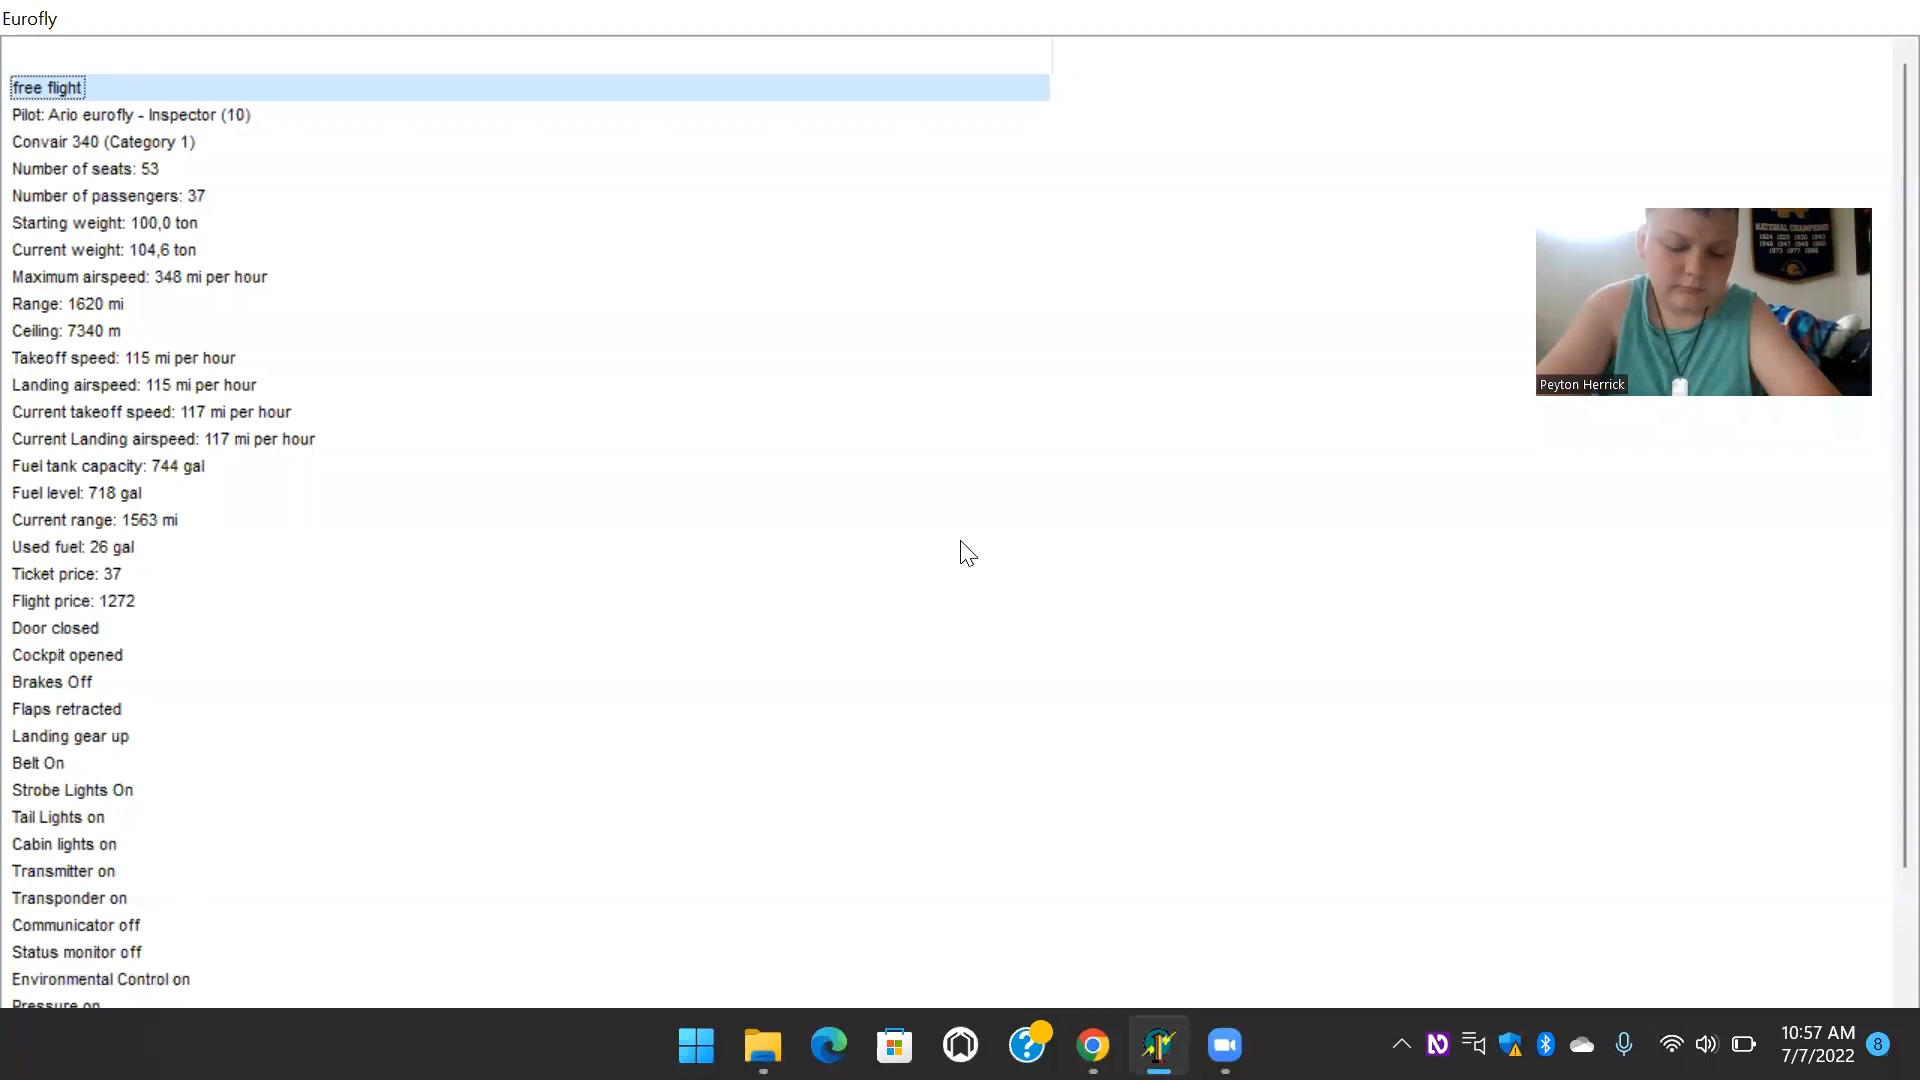 Eurofly
free flight
Pilot: Ario eurofly - Inspector (10)
Convair 340 (Category 1)
Number of seats: 53
Number of passengers: 37
Starting weight: 100,0 ton
Current weight: 104,6 ton
Maximum airspeed: 348 mi per hour
Range: 1620 mi
Ceiling: 7340 m
Takeoff speed: 115 mi per hour
Landing airspeed: 115 mi per hour
Current takeoff speed: 117 mi per hour
Current Landing airspeed: 117 mi per hour
Fuel tank capacity: 744 gal
Fuel level: 718 gal
Current range: 1563 mi
Used fuel: 26 gal
Ticket price: 37
Flight price: 1272
Door closed
Cockpit opened
Brakes Off
Flaps retracted
Landing gear up
Belt On
Strobe Lights On
Tail Lights on
Cabin lights on
Transmitter on
Transponder on
Communicator off
Status monitor off
Environmental Control on
Pressure on
NATIONAL CHAMPIONS
Peyton Herrick
10:57 AM
7/7/2022
8